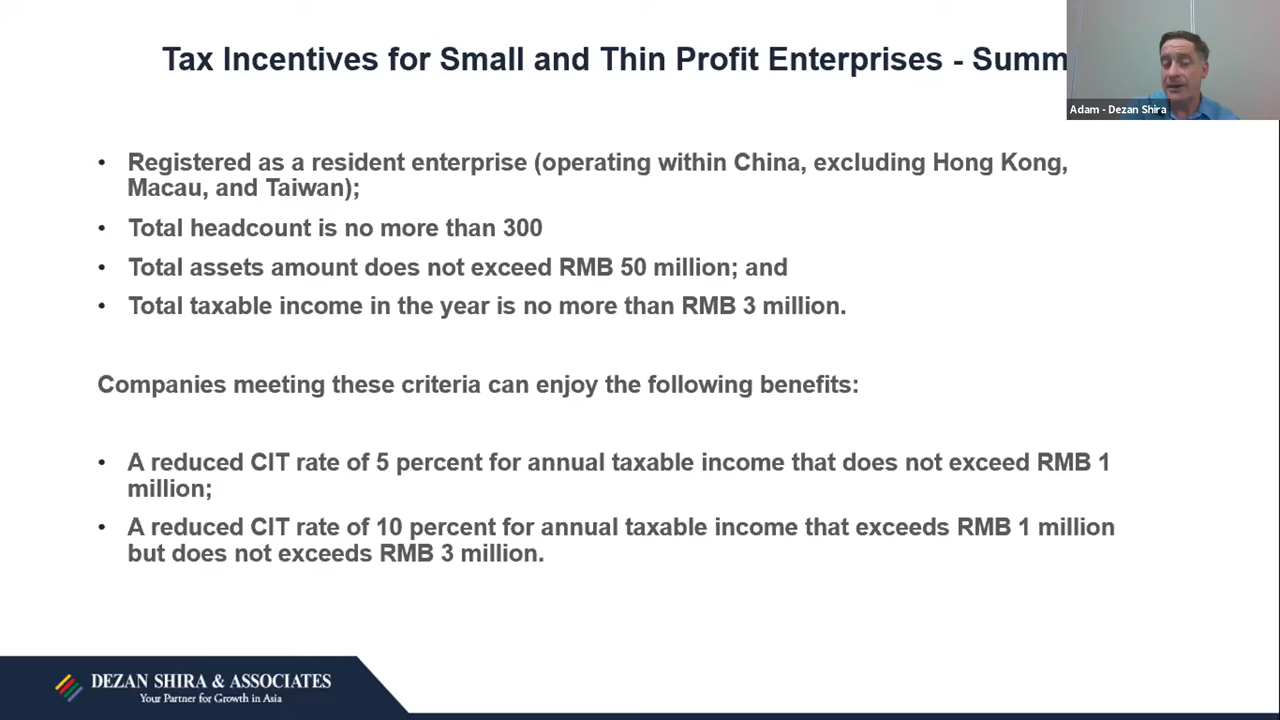 Tax Incentives for Small and Thin Profit Enterprises - Summ
Adam - Dezan Shira
• Registered as a resident enterprise (operating within China, excluding Hong Kong,
Macau, and Taiwan);
• Total headcount is no more than 300
• Total assets amount does not exceed RMB 50 million; and
• Total taxable income in the year is no more than RMB 3 million.
Companies meeting these criteria can enjoy the following benefits:
• A reduced CIT rate of 5 percent for annual taxable income that does not exceed RMB 1
million;
• A reduced CIT rate of 10 percent for annual taxable income that exceeds RMB 1 million
but does not exceeds RMB 3 million.
DEZAN SHIRA & ASSOCIATES
Your Partner for Growth in Asia